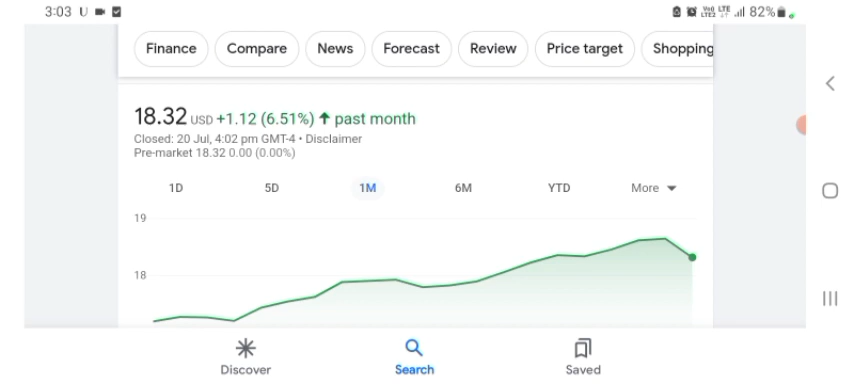 3:03 U 82%
Finance Compare News Forecast Review Price target Shopping
18.32 USD +1.12 (6.51%) ↑ past month
Closed: 20 Jul, 4:02 pm GMT-4 • Disclaimer
Pre-market 18.32 0.00 (0.00%)
1D 5D 1M 6M YTD More
19
18
Discover Search Saved